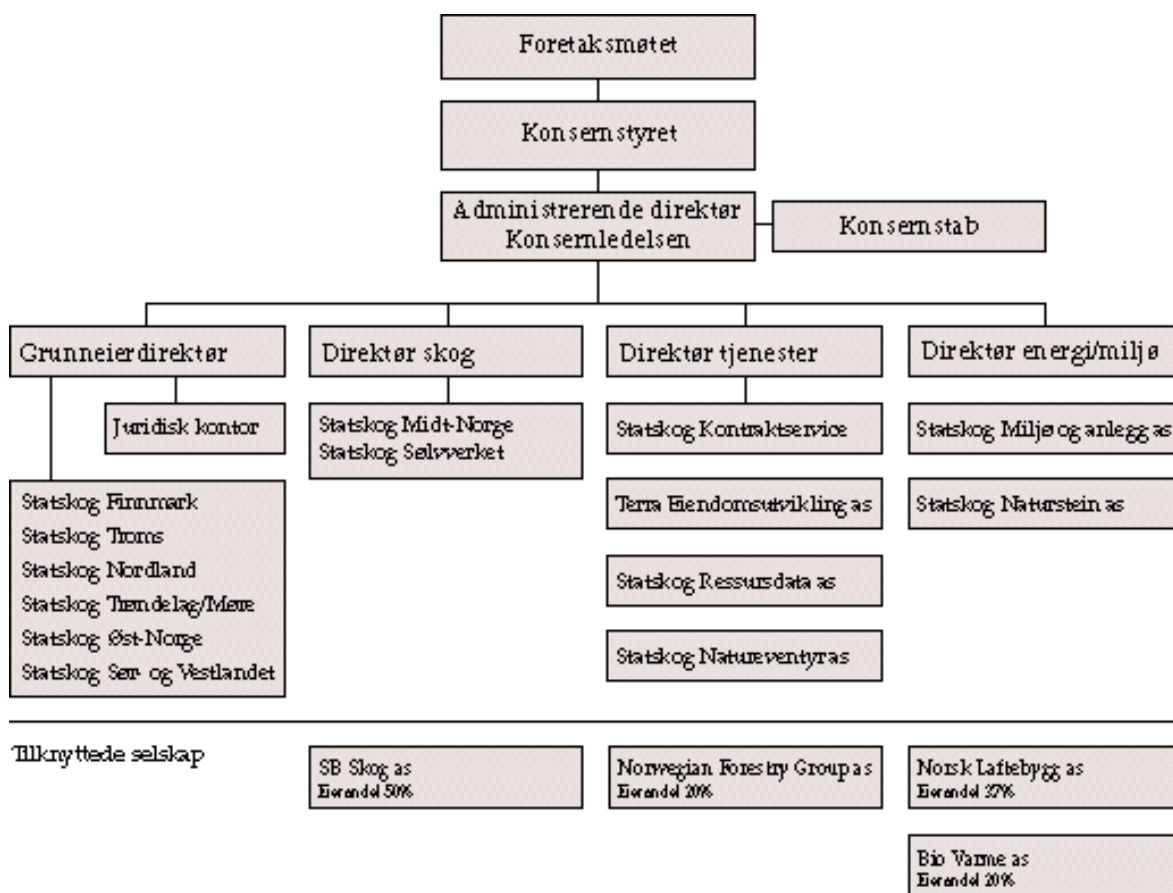 Foretaksmøtet
Konsernstyret
Administrerende direktør
Konsernledelsen
Konsernstab
Grunneierdirektør
Direktør skog
Direktør tjenester
Direktør energi/miljø
Juridisk kontor
Statskog Midt-Norge
Statskog Sølvverket
Statskog Kontraktservice
Statskog Miljø og anlegg as
Statskog Finnmark
Statskog Troms
Statskog Nordland
Statskog Trøndelag/Møre
Statskog Øst-Norge
Statskog Sør- og Vestlandet
Terra Eiendomsutvikling as
Statskog Naturstein as
Statskog Ressursdata as
Statskog Natureventyr as
Tilknyttede selskap
SB Skog as
Eierandel 50%
Norwegian Forestry Group as
Eierandel 20%
Norsk Laftebygg as
Eierandel 37%
Bio Varme as
Eierandel 20%